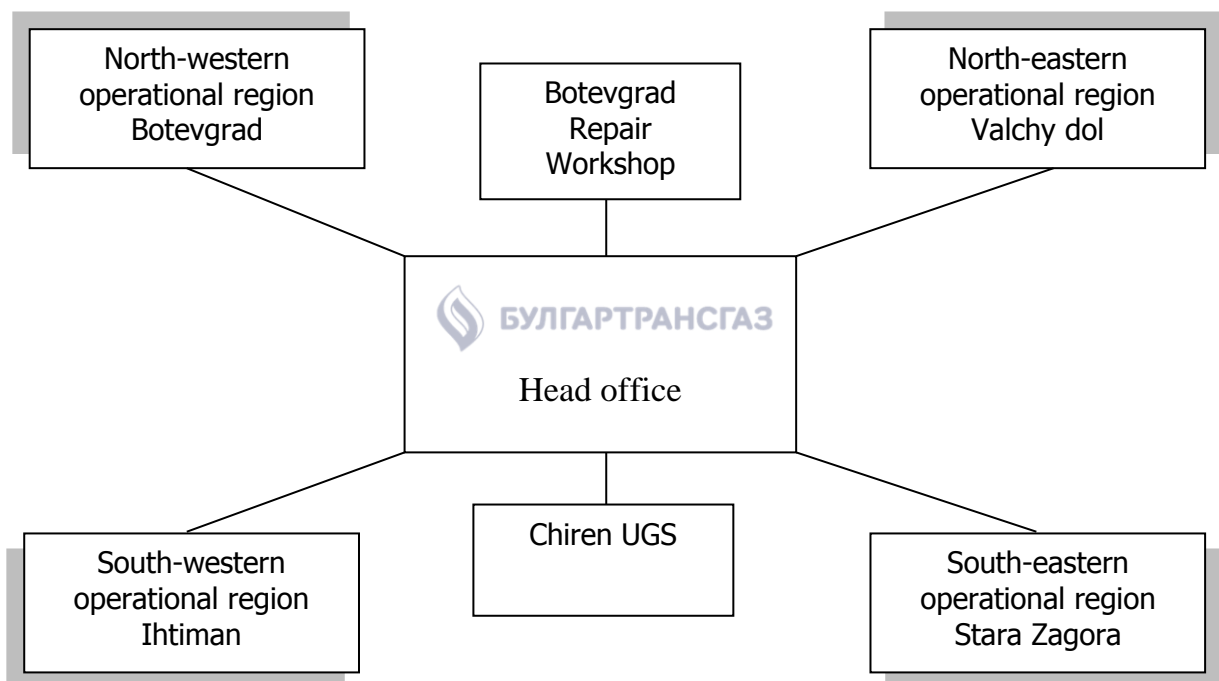 North-western
operational region
Botevgrad
Botevgrad
Repair
Workshop
North-eastern
operational region
Valchy dol
БУЛГАРТРАНСГАЗ
Head office
South-western
operational region
Ihtiman
Chiren UGS
South-eastern
operational region
Stara Zagora